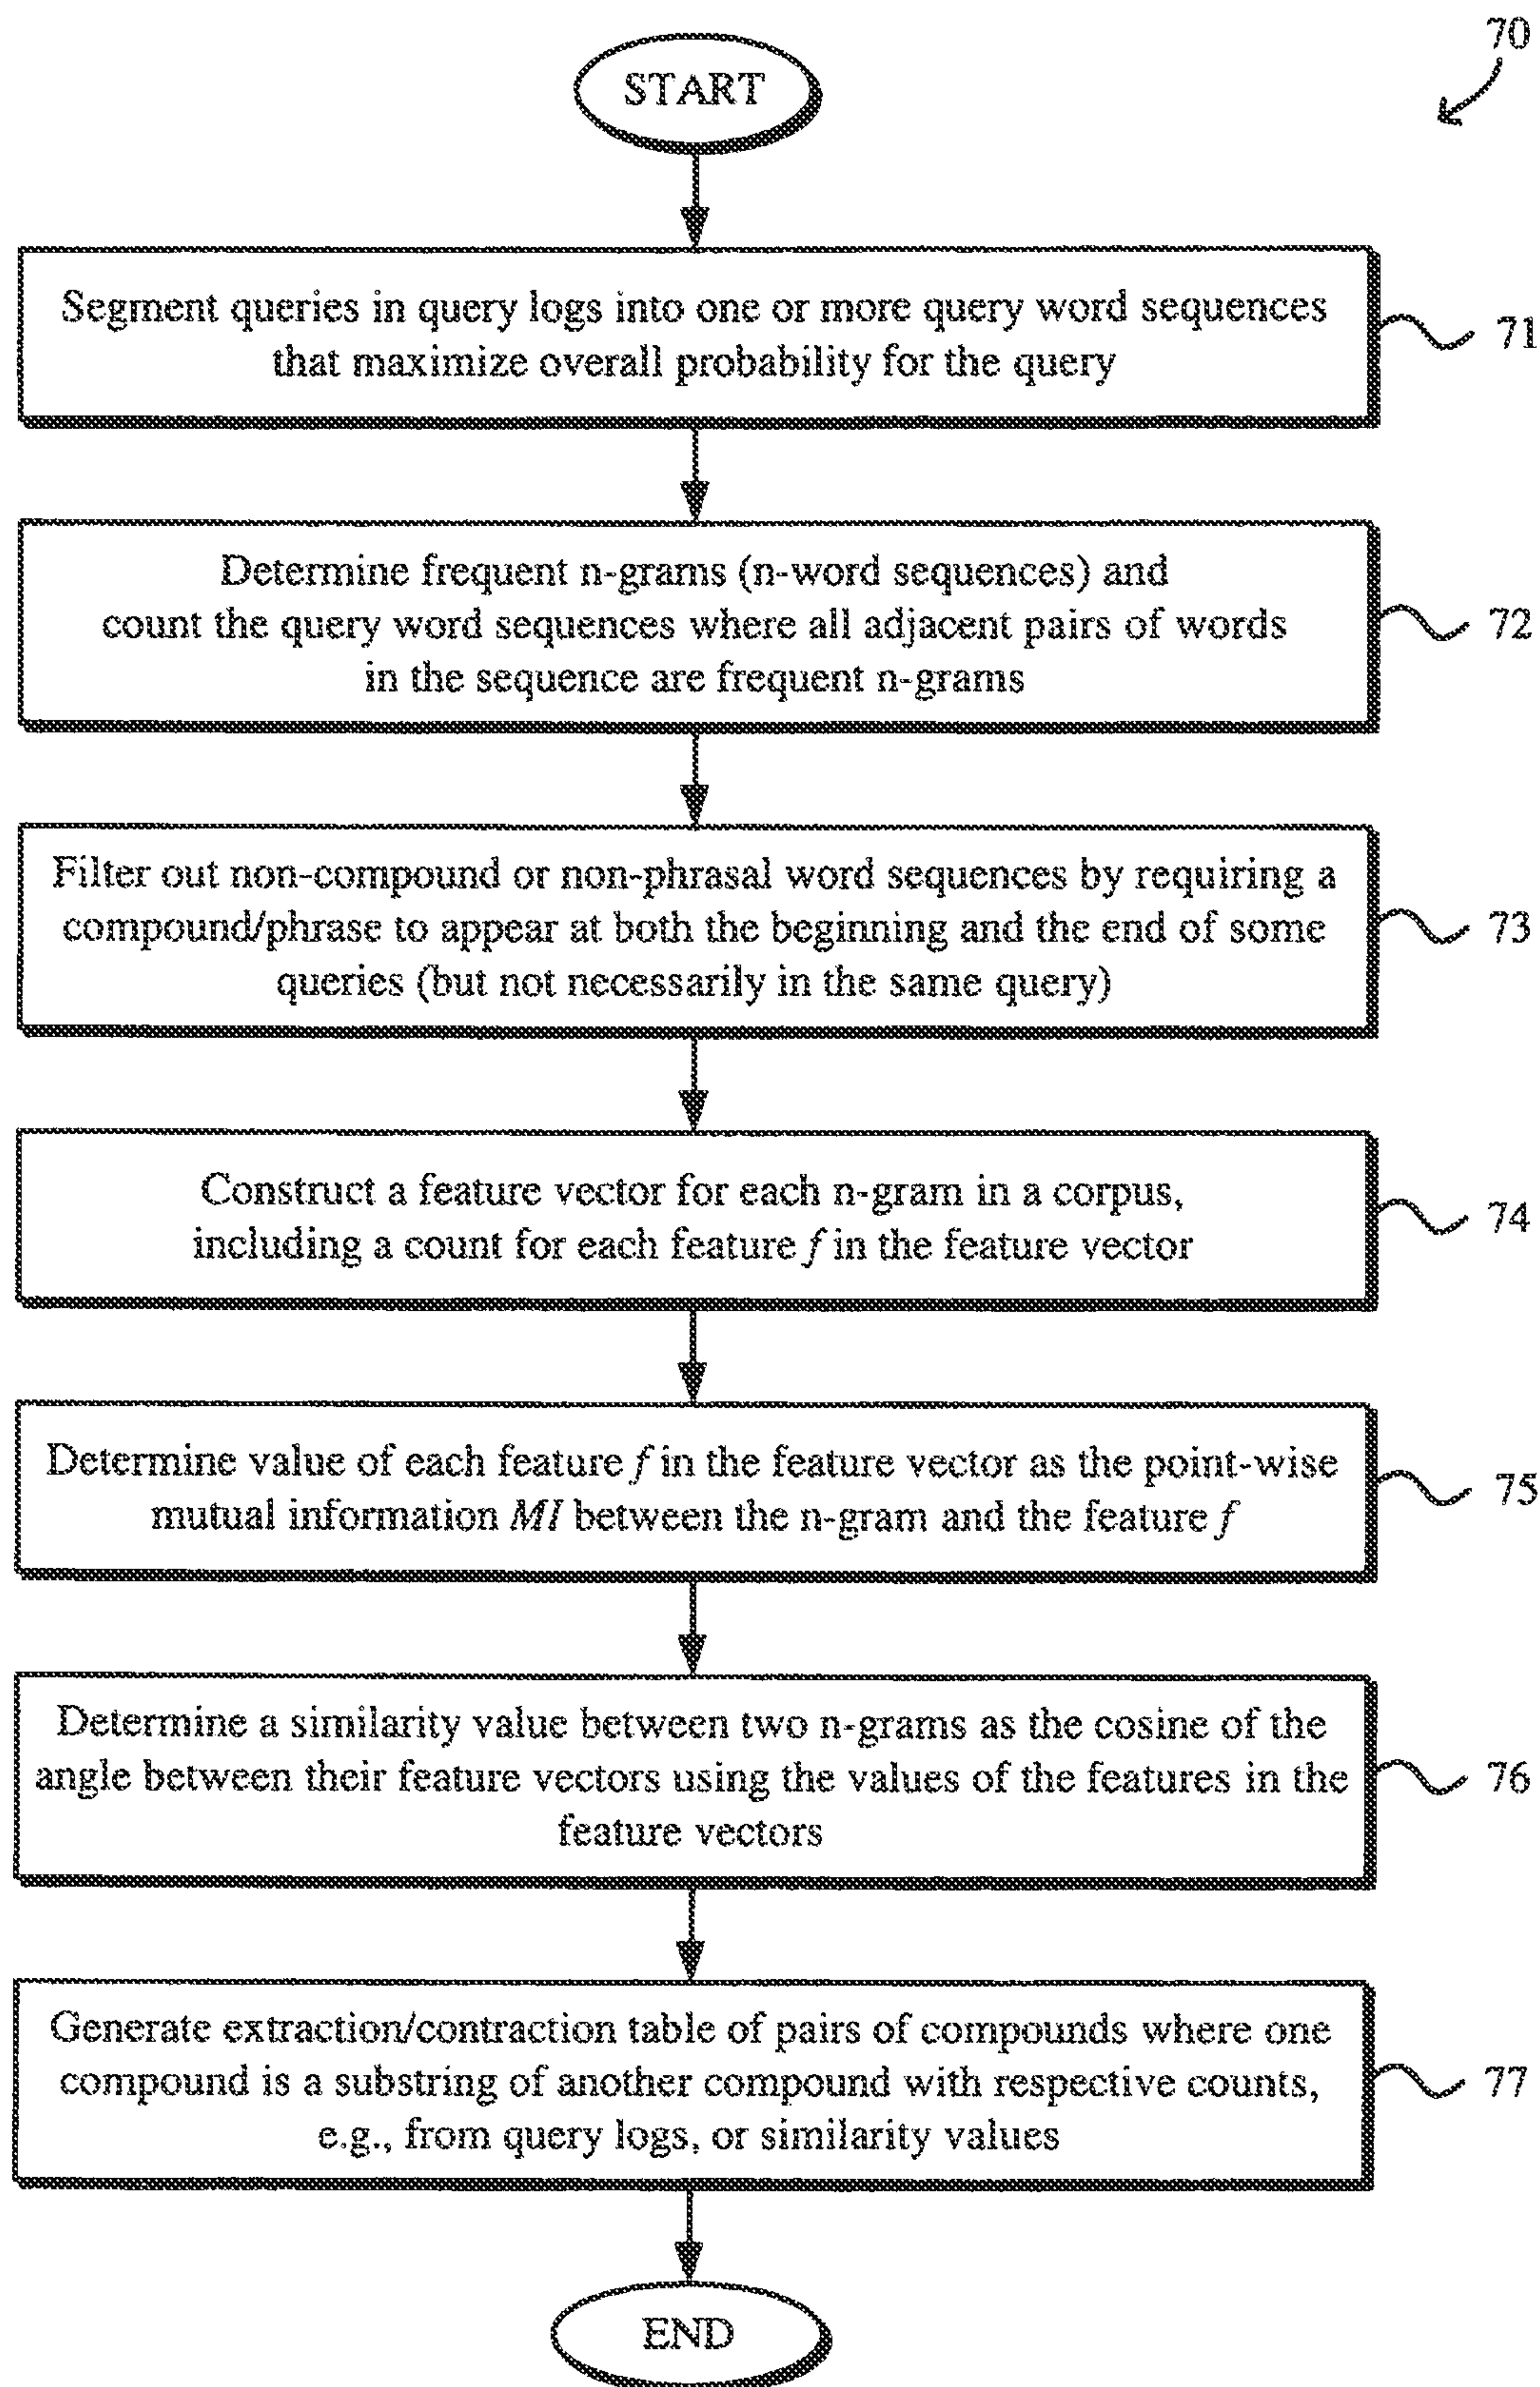 70
START
Segment queries in query logs into one or more query word sequences
that maximize overall probability for the query
71
Determine frequent n-grams (n-word sequences) and
count the query word sequences where all adjacent pairs of words
in the sequence are frequent n-grams
72
Filter out non-compound or non-phrasal word sequences by requiring a
compound/phrase to appear at both the beginning and the end of some
queries (but not necessarily in the same query)
73
Construct a feature vector for each n-gram in a corpus,
including a count for each feature f in the feature vector
74
Determine value of each feature f in the feature vector as the point-wise
mutual information MI between the n-gram and the feature f
75
Determine a similarity value between two n-grams as the cosine of the
angle between their feature vectors using the values of the features in the
feature vectors
76
Generate extraction/contraction table of pairs of compounds where one
compound is a substring of another compound with respective counts,
e.g., from query logs, or similarity values
77
END